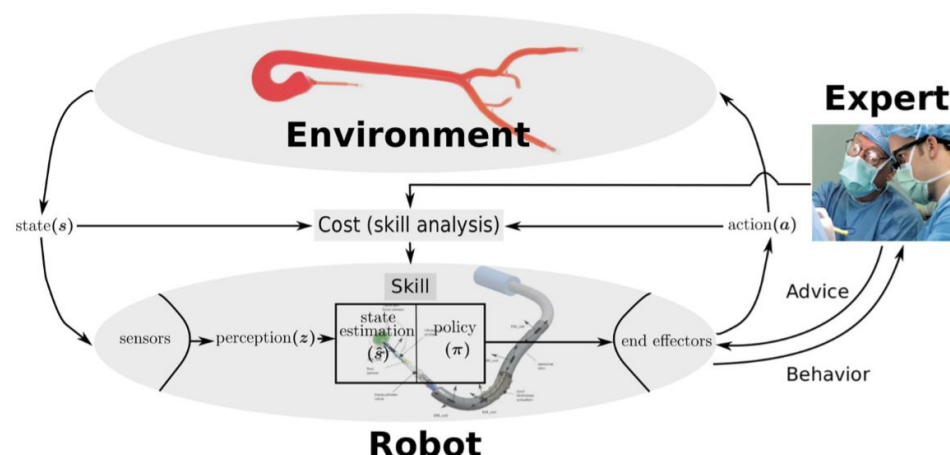 Expert
Environment
state(s)
Cost (skill analysis)
action(a)
Skill
Advice
sensors
perception(z)
state
estimation
(ŝ)
policy
(π)
end effectors
Behavior
Robot